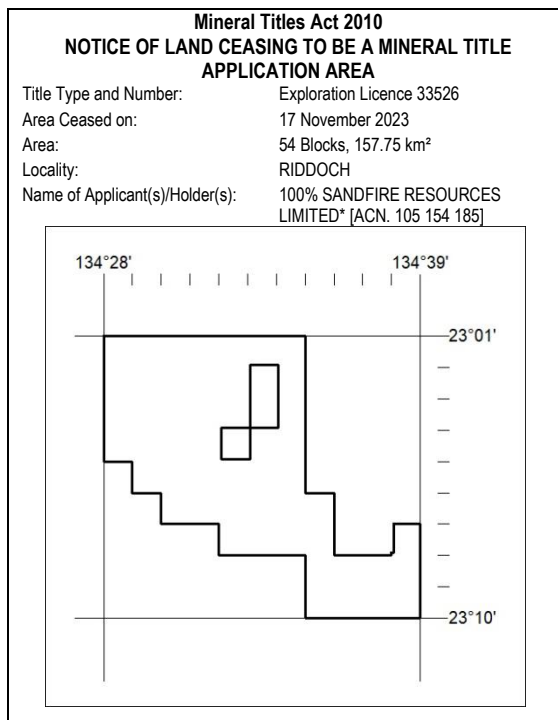 Mineral Titles Act 2010
NOTICE OF LAND CEASING TO BE A MINERAL TITLE
APPLICATION AREA
Title Type and Number: Exploration Licence 33526
Area Ceased on: 17 November 2023
Area: 54 Blocks, 157.75 km²
Locality: RIDDOCH
Name of Applicant(s)/Holder(s): 100% SANDFIRE RESOURCES
LIMITED* [ACN. 105 154 185]
134°28' 134°39'
23°01'
23°10'